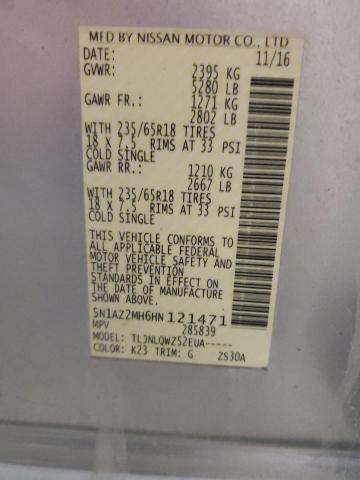 MFD BY NISSAN MOTOR CO., LTD
DATE: 11/16
GVWR: 2395 KG
5280 LB
GAWR FR.: 1271 KG
2802 LB
WITH 235/65R18 TIRES
18 X 7.5 RIMS AT 33 PSI
COLD SINGLE
GAWR RR.: 1210 KG
2667 LB
WITH 235/65R18 TIRES
18 X 7.5 RIMS AT 33 PSI
COLD SINGLE
THIS VEHICLE CONFORMS TO
ALL APPLICABLE FEDERAL
MOTOR VEHICLE SAFETY AND
THEFT PREVENTION
STANDARDS IN EFFECT ON
THE DATE OF MANUFACTURE
SHOWN ABOVE.
5N1AZ2MH6HN121471
MPV 285839
MODEL: TLJNLQWZ52EUA-----
COLOR: K23 TRIM: G ZS30A